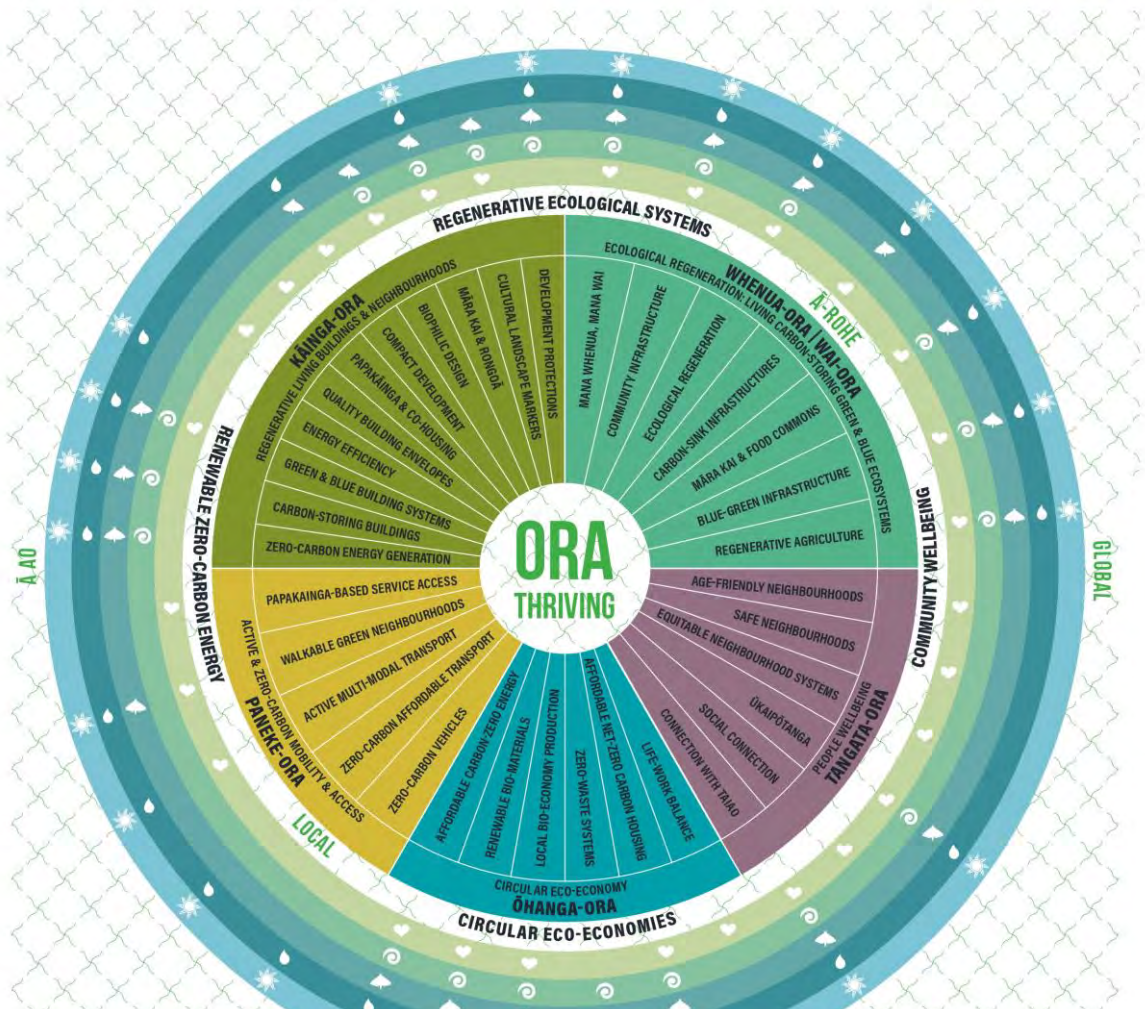 REGENERATIVE ECOLOGICAL SYSTEMS
COMMUNITY WELLBEING
CIRCULAR ECO-ECONOMIES
RENEWABLE ZERO-CARBON ENERGY
Ā-ROHE
GLOBAL
LOCAL
Ā AO
ORA
THRIVING
WHENUA-ORA | WAI-ORA
ECOLOGICAL REGENERATION: LIVING CARBON-STORING GREEN & BLUE ECOSYSTEMS
MANA WHENUA, MANA WAI
COMMUNITY INFRASTRUCTURE
ECOLOGICAL REGENERATION
CARBON-SINK INFRASTRUCTURES
MĀRA KAI & FOOD COMMONS
BLUE-GREEN INFRASTRUCTURE
REGENERATIVE AGRICULTURE
PEOPLE WELLBEING
TANGATA-ORA
AGE-FRIENDLY NEIGHBOURHOODS
SAFE NEIGHBOURHOODS
EQUITABLE NEIGHBOURHOOD SYSTEMS
ŪKAIPŌTANGA
SOCIAL CONNECTION
CONNECTION WITH TAIAO
CIRCULAR ECO-ECONOMY
ŌHANGA-ORA
LIFE-WORK BALANCE
AFFORDABLE NET-ZERO CARBON HOUSING
ZERO-WASTE SYSTEMS
LOCAL BIO-ECONOMY PRODUCTION
RENEWABLE BIO-MATERIALS
AFFORDABLE CARBON-ZERO ENERGY
ACTIVE & ZERO-CARBON MOBILITY & ACCESS
PANEKE-ORA
ZERO-CARBON VEHICLES
ZERO-CARBON AFFORDABLE TRANSPORT
ACTIVE MULTI-MODAL TRANSPORT
WALKABLE GREEN NEIGHBOURHOODS
PAPAKAINGA-BASED SERVICE ACCESS
KĀINGA-ORA
REGENERATIVE LIVING BUILDINGS & NEIGHBOURHOODS
ZERO-CARBON ENERGY GENERATION
CARBON-STORING BUILDINGS
GREEN & BLUE BUILDING SYSTEMS
ENERGY EFFICIENCY
QUALITY BUILDING ENVELOPES
PAPAKĀINGA & CO-HOUSING
COMPACT DEVELOPMENT
BIOPHILIC DESIGN
MĀRA KAI & RONGOĀ
CULTURAL LANDSCAPE MARKERS
DEVELOPMENT PROTECTIONS